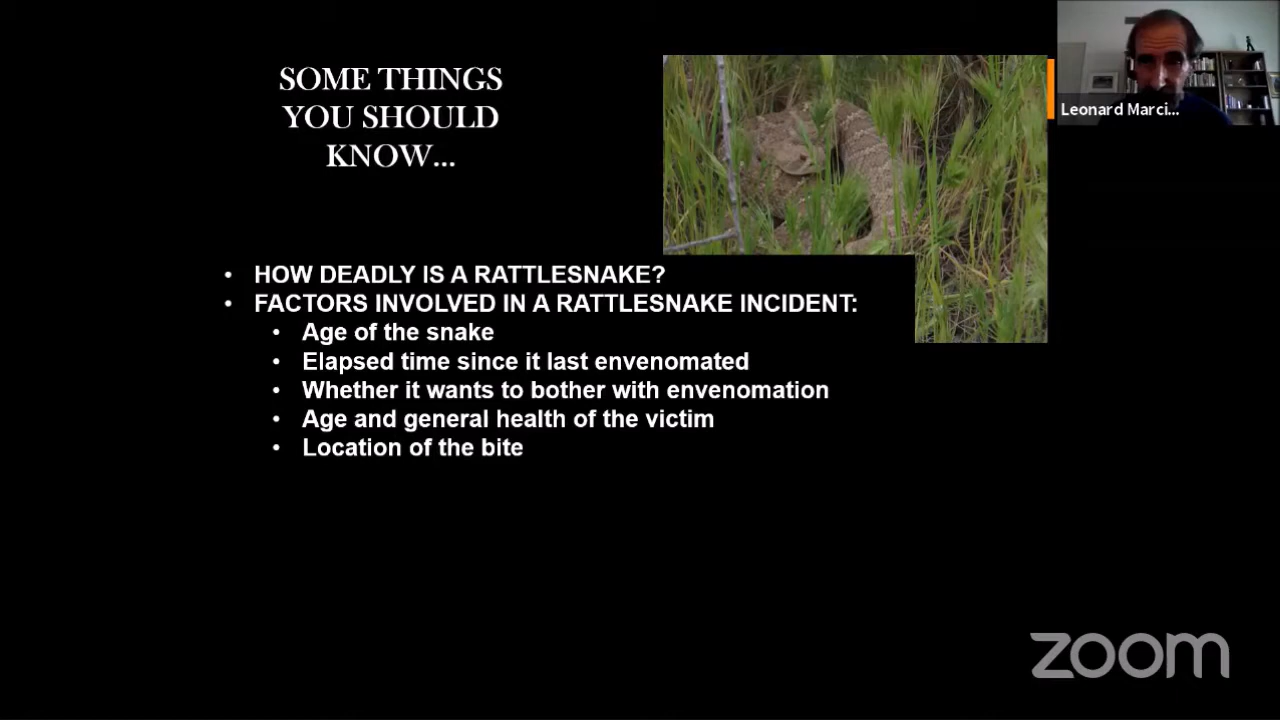 SOME THINGS
YOU SHOULD
KNOW...
Leonard Marci...
• HOW DEADLY IS A RATTLESNAKE?
• FACTORS INVOLVED IN A RATTLESNAKE INCIDENT:
• Age of the snake
• Elapsed time since it last envenomated
• Whether it wants to bother with envenomation
• Age and general health of the victim
• Location of the bite
zoom